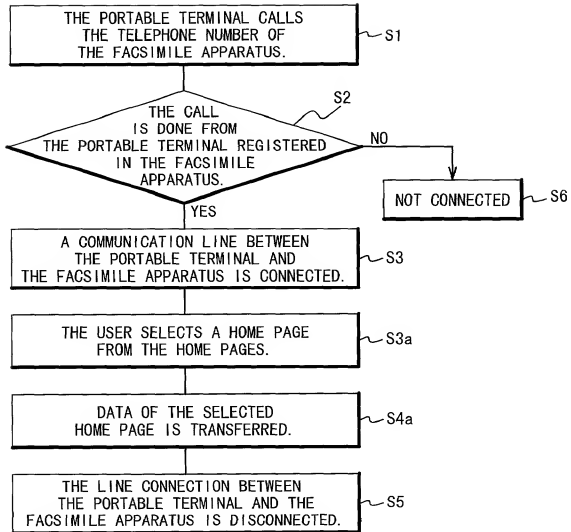 THE PORTABLE TERMINAL CALLS
THE TELEPHONE NUMBER OF
THE FACSIMILE APPARATUS.
S1
S2
THE CALL
IS DONE FROM
THE PORTABLE TERMINAL REGISTERED
IN THE FACSIMILE
APPARATUS.
NO
YES
NOT CONNECTED
S6
A COMMUNICATION LINE BETWEEN
THE PORTABLE TERMINAL AND
THE FACSIMILE APPARATUS IS CONNECTED.
S3
THE USER SELECTS A HOME PAGE
FROM THE HOME PAGES.
S3a
DATA OF THE SELECTED
HOME PAGE IS TRANSFERRED.
S4a
THE LINE CONNECTION BETWEEN
THE PORTABLE TERMINAL AND THE
FACSIMILE APPARATUS IS DISCONNECTED.
S5